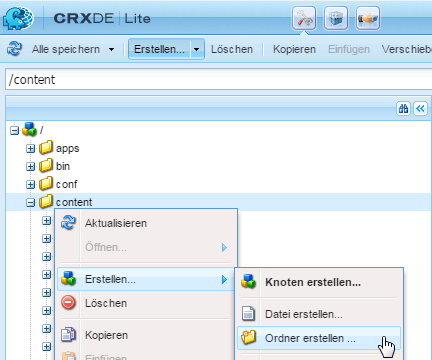 CRXDE | Lite
Alle speichern Erstellen... Löschen Kopieren Einfügen Verschiebe
/content
/
apps
bin
conf
content
Aktualisieren
Öffnen...
Erstellen...
Knoten erstellen...
Löschen
Datei erstellen...
Kopieren
Ordner erstellen ...
Einfügen